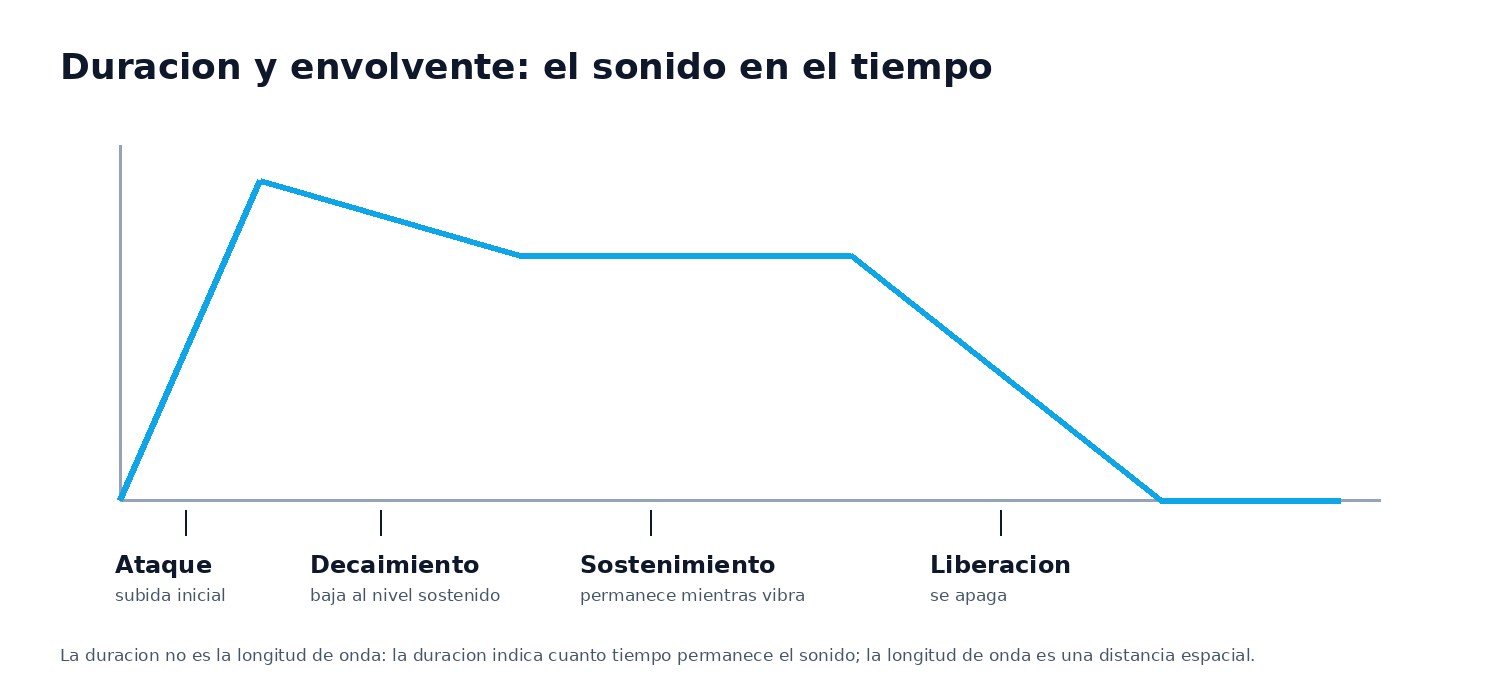 Duracion y envolvente: el sonido en el tiempo
Ataque
subida inicial
Decaimiento
baja al nivel sostenido
Sostenimiento
permanece mientras vibra
Liberacion
se apaga
La duracion no es la longitud de onda: la duracion indica cuanto tiempo permanece el sonido; la longitud de onda es una distancia espacial.